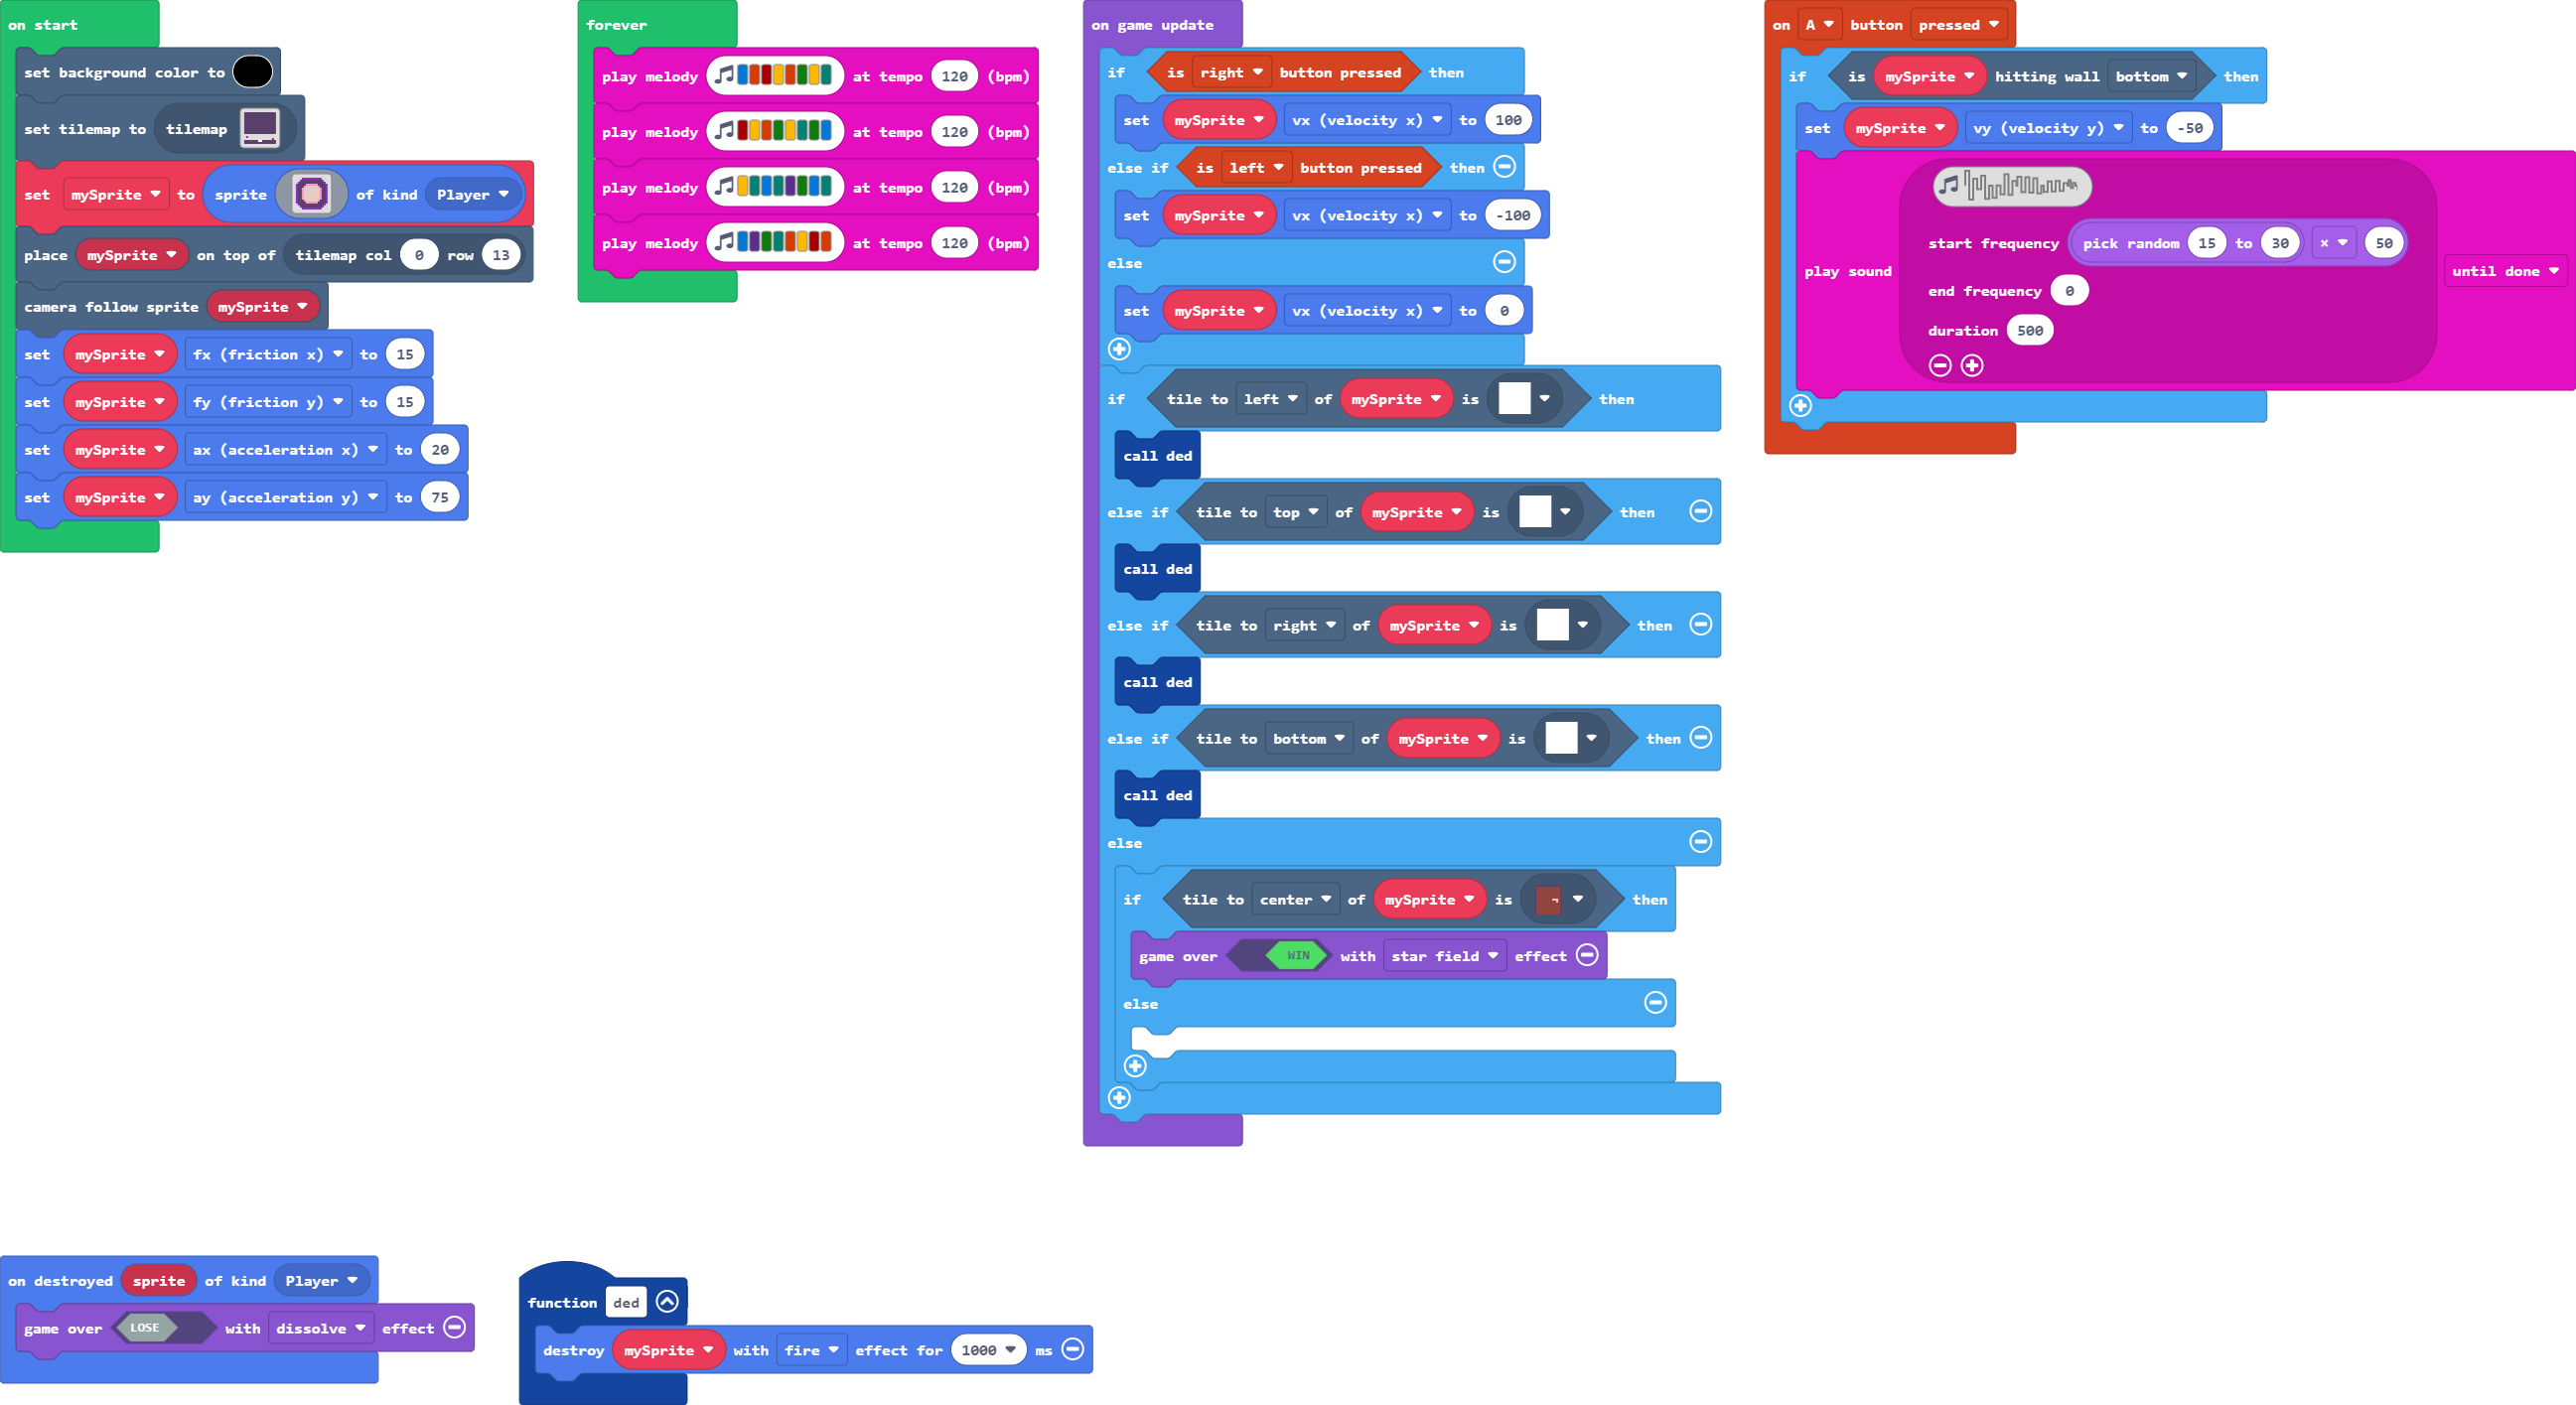 on start
set background color to
set tilemap to tilemap
set mySprite to sprite of kind Player
place mySprite on top of tilemap col 0 row 13
camera follow sprite mySprite
set mySprite fx (friction x) to 15
set mySprite fy (friction y) to 15
set mySprite ax (acceleration x) to 20
set mySprite ay (acceleration y) to 75
forever
play melody at tempo 120 (bpm)
play melody at tempo 120 (bpm)
play melody at tempo 120 (bpm)
play melody at tempo 120 (bpm)
on game update
if is right button pressed then
set mySprite vx (velocity x) to 100
else if is left button pressed then
set mySprite vx (velocity x) to -100
else
set mySprite vx (velocity x) to 0
if tile to left of mySprite is then
call ded
else if tile to top of mySprite is then
call ded
else if tile to right of mySprite is then
call ded
else if tile to bottom of mySprite is then
call ded
else
if tile to center of mySprite is then
game over WIN with star field effect
else
on A button pressed
if is mySprite hitting wall bottom then
set mySprite vy (velocity y) to -50
play sound
start frequency pick random 15 to 30 × 50
end frequency 0
duration 500
until done
on destroyed sprite of kind Player
game over LOSE with dissolve effect
function ded
destroy mySprite with fire effect for 1000 ms